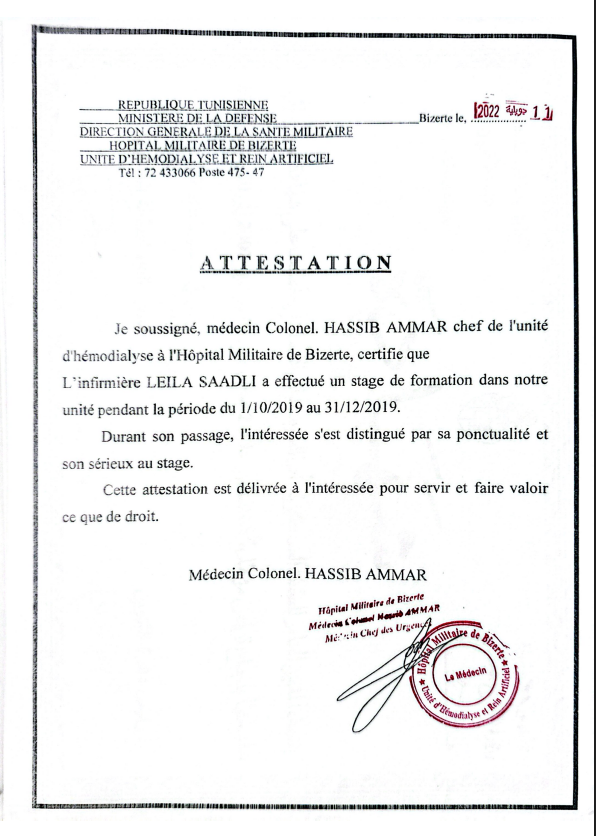 REPUBLIQUE TUNISIENNE
MINISTERE DE LA DEFENSE
DIRECTION GENERALE DE LA SANTE MILITAIRE
HOPITAL MILITAIRE DE BIZERTE
UNITE D'HEMODIALYSE ET REIN ARTIFICIEL
Tél : 72 433066 Poste 475- 47
Bizerte le, 11 جويلية 2022
ATTESTATION
Je soussigné, médecin Colonel. HASSIB AMMAR chef de l'unité
d'hémodialyse à l'Hôpital Militaire de Bizerte, certifie que
L'infirmière LEILA SAADLI a effectué un stage de formation dans notre
unité pendant la période du 1/10/2019 au 31/12/2019.
Durant son passage, l'intéressée s'est distingué par sa ponctualité et
son sérieux au stage.
Cette attestation est délivrée à l'intéressée pour servir et faire valoir
ce que de droit.
Médecin Colonel. HASSIB AMMAR
Hôpital Militaire de Bizerte
Médecin Colonel Hassib AMMAR
Médecin Chef des Urgences
Hôpital Militaire de Bizerte
Le Médecin
Unité d'Hémodialyse et Rein Artificiel